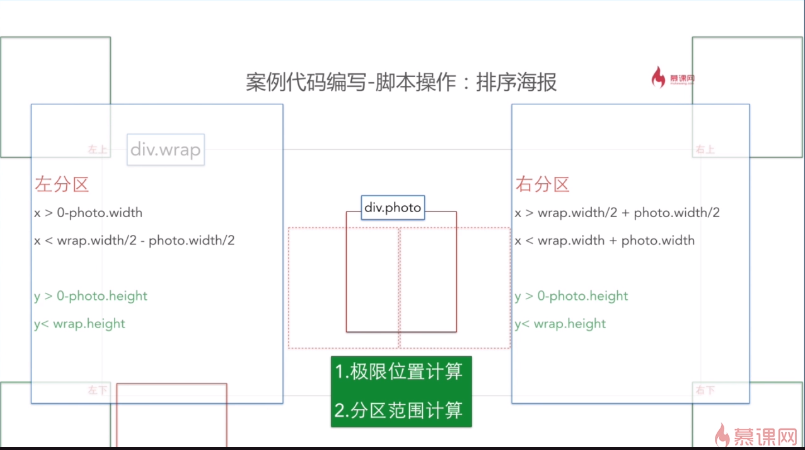 案例代码编写-脚本操作：排序海报
慕课网
左上
div.wrap
右上
左分区
x > 0-photo.width
x < wrap.width/2 - photo.width/2
y > 0-photo.height
y< wrap.height
div.photo
右分区
x > wrap.width/2 + photo.width/2
x < wrap.width + photo.width
y > 0-photo.height
y< wrap.height
1.极限位置计算
2.分区范围计算
左下
右下
慕课网